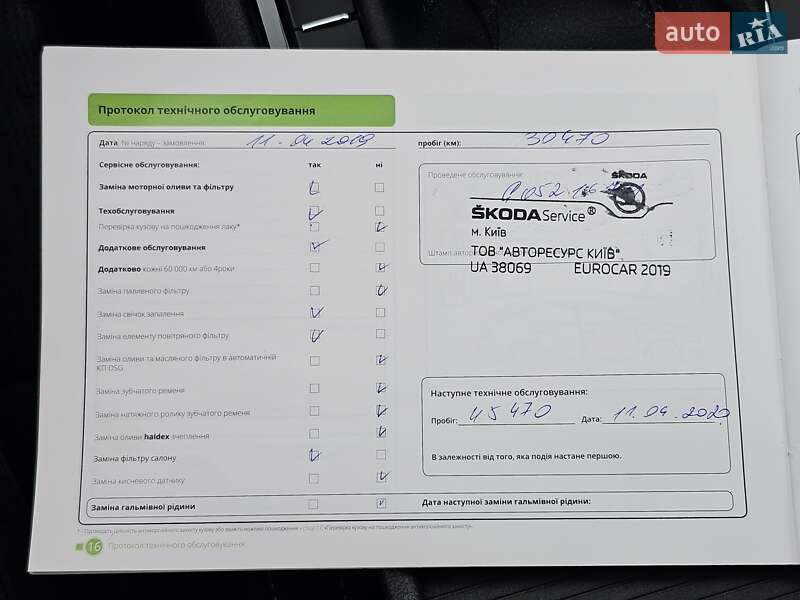 auto RIA .com
Протокол технічного обслуговування
Дата, № наряду – замовлення: 11 - 04 2019
пробіг (км): 30470
Сервісне обслуговування: так ні
Проведене обслуговування:
ŠKODA
Заміна моторної оливи та фільтру
Техобслуговування
Перевірка кузову на пошкодження лаку*
Додаткове обслуговування
Додатково кожні 60 000 км або 4роки
Заміна паливного фільтру
Заміна свічок запалення
Заміна елементу повітряного фільтру
Заміна оливи та масляного фільтру в автоматичній
КП DSG
Заміна зубчатого ременя
Заміна натяжного ролику зубчатого ременя
Заміна оливи haldex зчеплення
Заміна фільтру салону
Заміна кисневого датчику
Заміна гальмівної рідини
ŠKODA Service®
м. Київ
Штамп
ТОВ "АВТОРЕСУРС КИЇВ"
UA 38069 EUROCAR 2019
Наступне технічне обслуговування:
Пробіг: 45470 Дата: 11.04.2020
В залежності від того, яка подія настане першою.
Дата наступної заміни гальмівної рідини:
16 Протокол технічного обслуговування